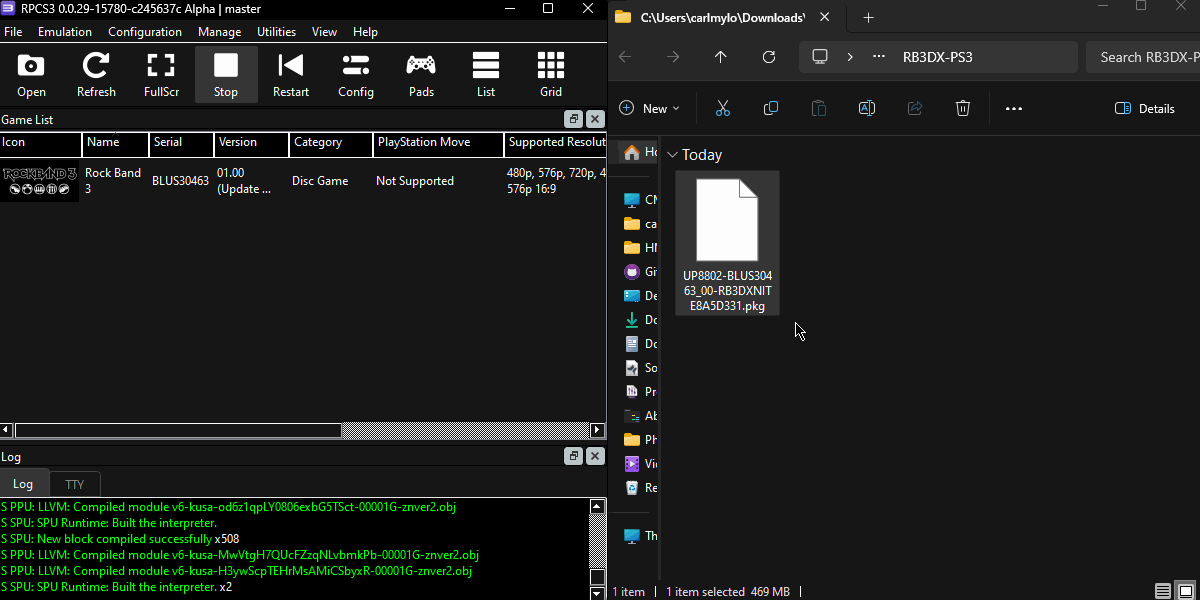 RPCS3 0.0.29-15780-c245637c Alpha | master
File Emulation Configuration Manage Utilities View Help
Open Refresh FullScr Stop Restart Config Pads List Grid
Game List
Icon Name Serial Version Category PlayStation Move Supported Resolut
ROCKBAND 3
Rock Band 3
BLUS30463
01.00
(Update ...
Disc Game
Not Supported
480p, 576p, 720p, 4
576p 16:9
Log
Log TTY
S PPU: LLVM: Compiled module v6-kusa-od6z1qpLY0806exbG5TSct-00001G-znver2.obj
S SPU: SPU Runtime: Built the interpreter.
S SPU: New block compiled successfully x508
S PPU: LLVM: Compiled module v6-kusa-MwVtgH7QUcFZzqNLvbmkPb-00001G-znver2.obj
S PPU: LLVM: Compiled module v6-kusa-H3ywScpTEHrMsAMiCSbyxR-00001G-znver2.obj
S SPU: SPU Runtime: Built the interpreter. x2
C:\Users\carlmylo\Downloads\
RB3DX-PS3
Search RB3DX-P
New
Details
Ho
CM
ca
HM
Gi
De
Do
Do
So
Pr
Ab
Ph
Vi
Re
Th
Today
UP8802-BLUS304
63_00-RB3DXNIT
E8A5D331.pkg
1 item 1 item selected 469 MB